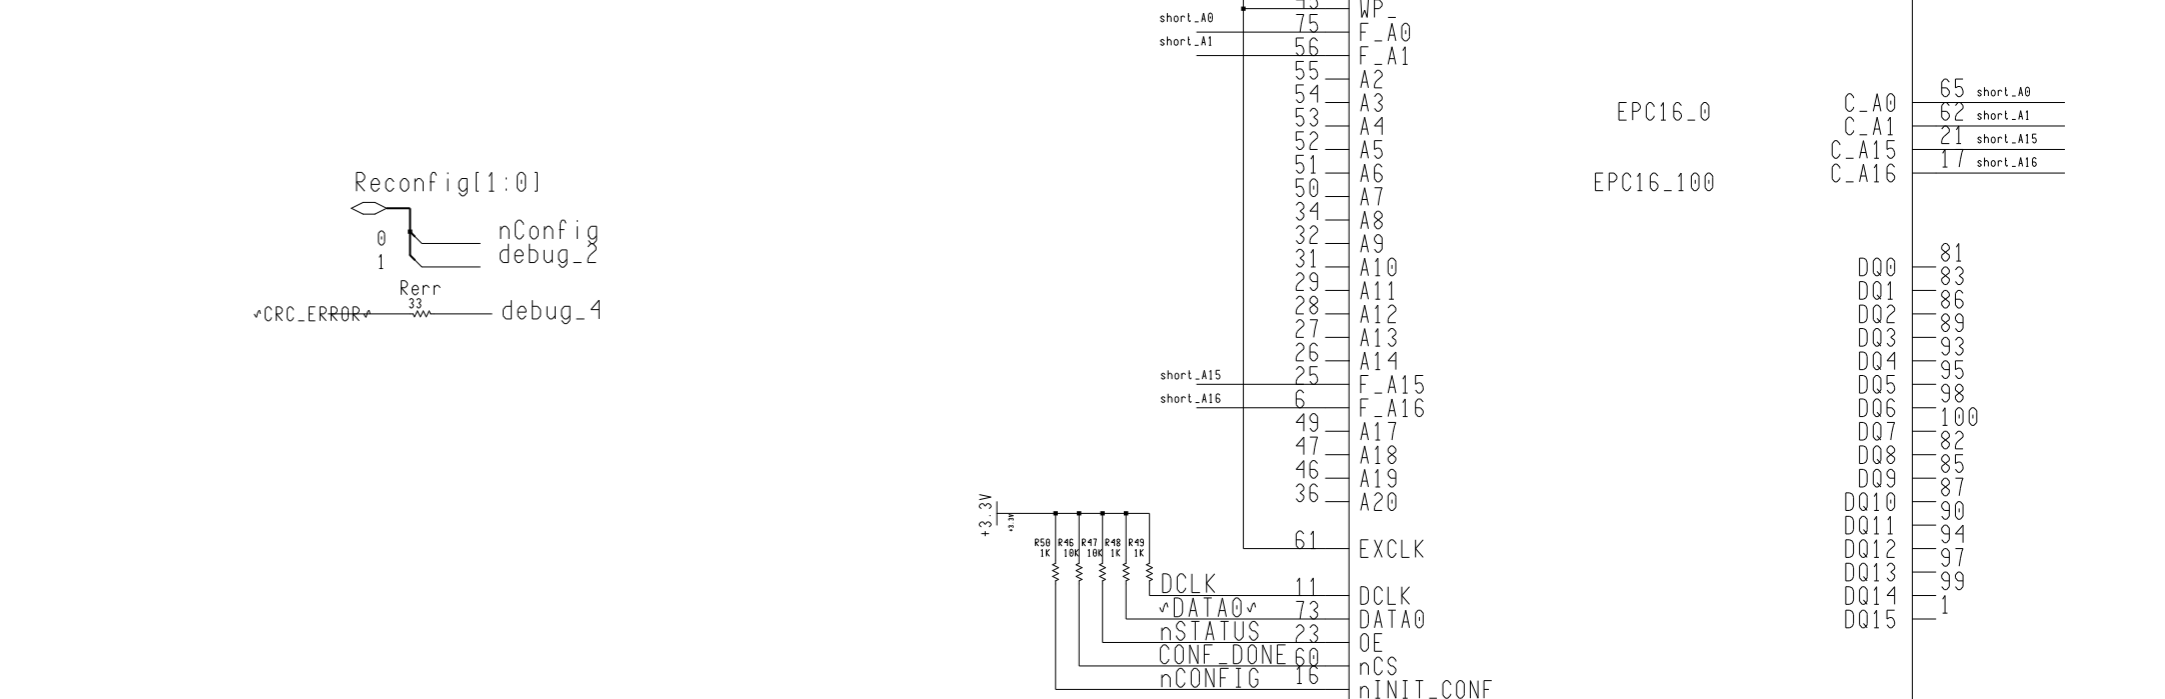 43 WP_
short_A0 75 F_A0
short_A1 56 F_A1
55 A2
54 A3
53 A4
52 A5
51 A6
50 A7
34 A8
32 A9
31 A10
29 A11
28 A12
27 A13
26 A14
short_A15 25 F_A15
short_A16 6 F_A16
49 A17
47 A18
46 A19
36 A20
61 EXCLK
DCLK 11 DCLK
DATA0 73 DATA0
nSTATUS 23 OE
CONF_DONE 60 nCS
nCONFIG 16 nINIT_CONF
EPC16_0
EPC16_100
C_A0 65 short_A0
C_A1 62 short_A1
C_A15 21 short_A15
C_A16 17 short_A16
DQ0 81
DQ1 83
DQ2 86
DQ3 89
DQ4 93
DQ5 95
DQ6 98
DQ7 100
DQ8 82
DQ9 85
DQ10 87
DQ11 90
DQ12 94
DQ13 97
DQ14 99
DQ15 1
Reconfig[1:0]
0 nConfig
1 debug_2
Rerr
33
CRC_ERROR debug_4
+3.3V
+3.3V
R50 R46 R47 R48 R49
1K 10K 10K 1K 1K